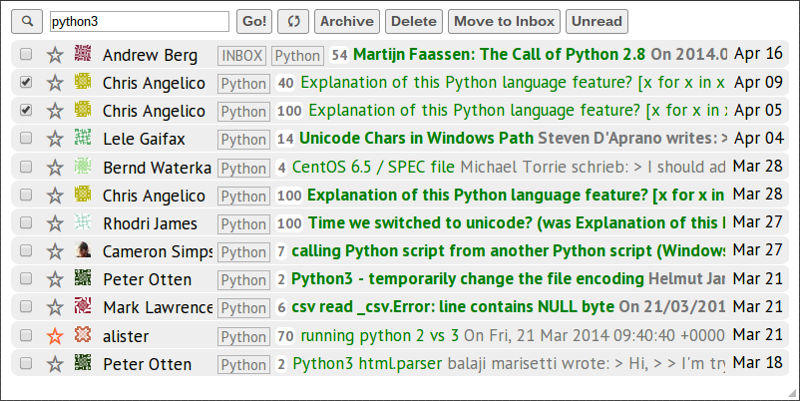 python3 Go! Archive Delete Move to Inbox Unread
Andrew Berg INBOX Python 54 Martijn Faassen: The Call of Python 2.8 On 2014.0 Apr 16
Chris Angelico Python 40 Explanation of this Python language feature? [x for x in x Apr 09
Chris Angelico Python 100 Explanation of this Python language feature? [x for x in x Apr 05
Lele Gaifax Python 14 Unicode Chars in Windows Path Steven D'Aprano writes: > Apr 04
Bernd Waterka Python 4 CentOS 6.5 / SPEC file Michael Torrie schrieb: > I should ad Mar 28
Chris Angelico Python 100 Explanation of this Python language feature? [x for x in Mar 28
Rhodri James Python 100 Time we switched to unicode? (was Explanation of this Mar 27
Cameron Simps Python 7 calling Python script from another Python script (Windows Mar 27
Peter Otten Python 2 Python3 - temporarily change the file encoding Helmut Jar Mar 21
Mark Lawrence Python 6 csv read _csv.Error: line contains NULL byte On 21/03/201 Mar 21
alister Python 70 running python 2 vs 3 On Fri, 21 Mar 2014 09:40:40 +0000 Mar 21
Peter Otten Python 2 Python3 html.parser balaji marisetti wrote: > Hi, > > I'm try Mar 18